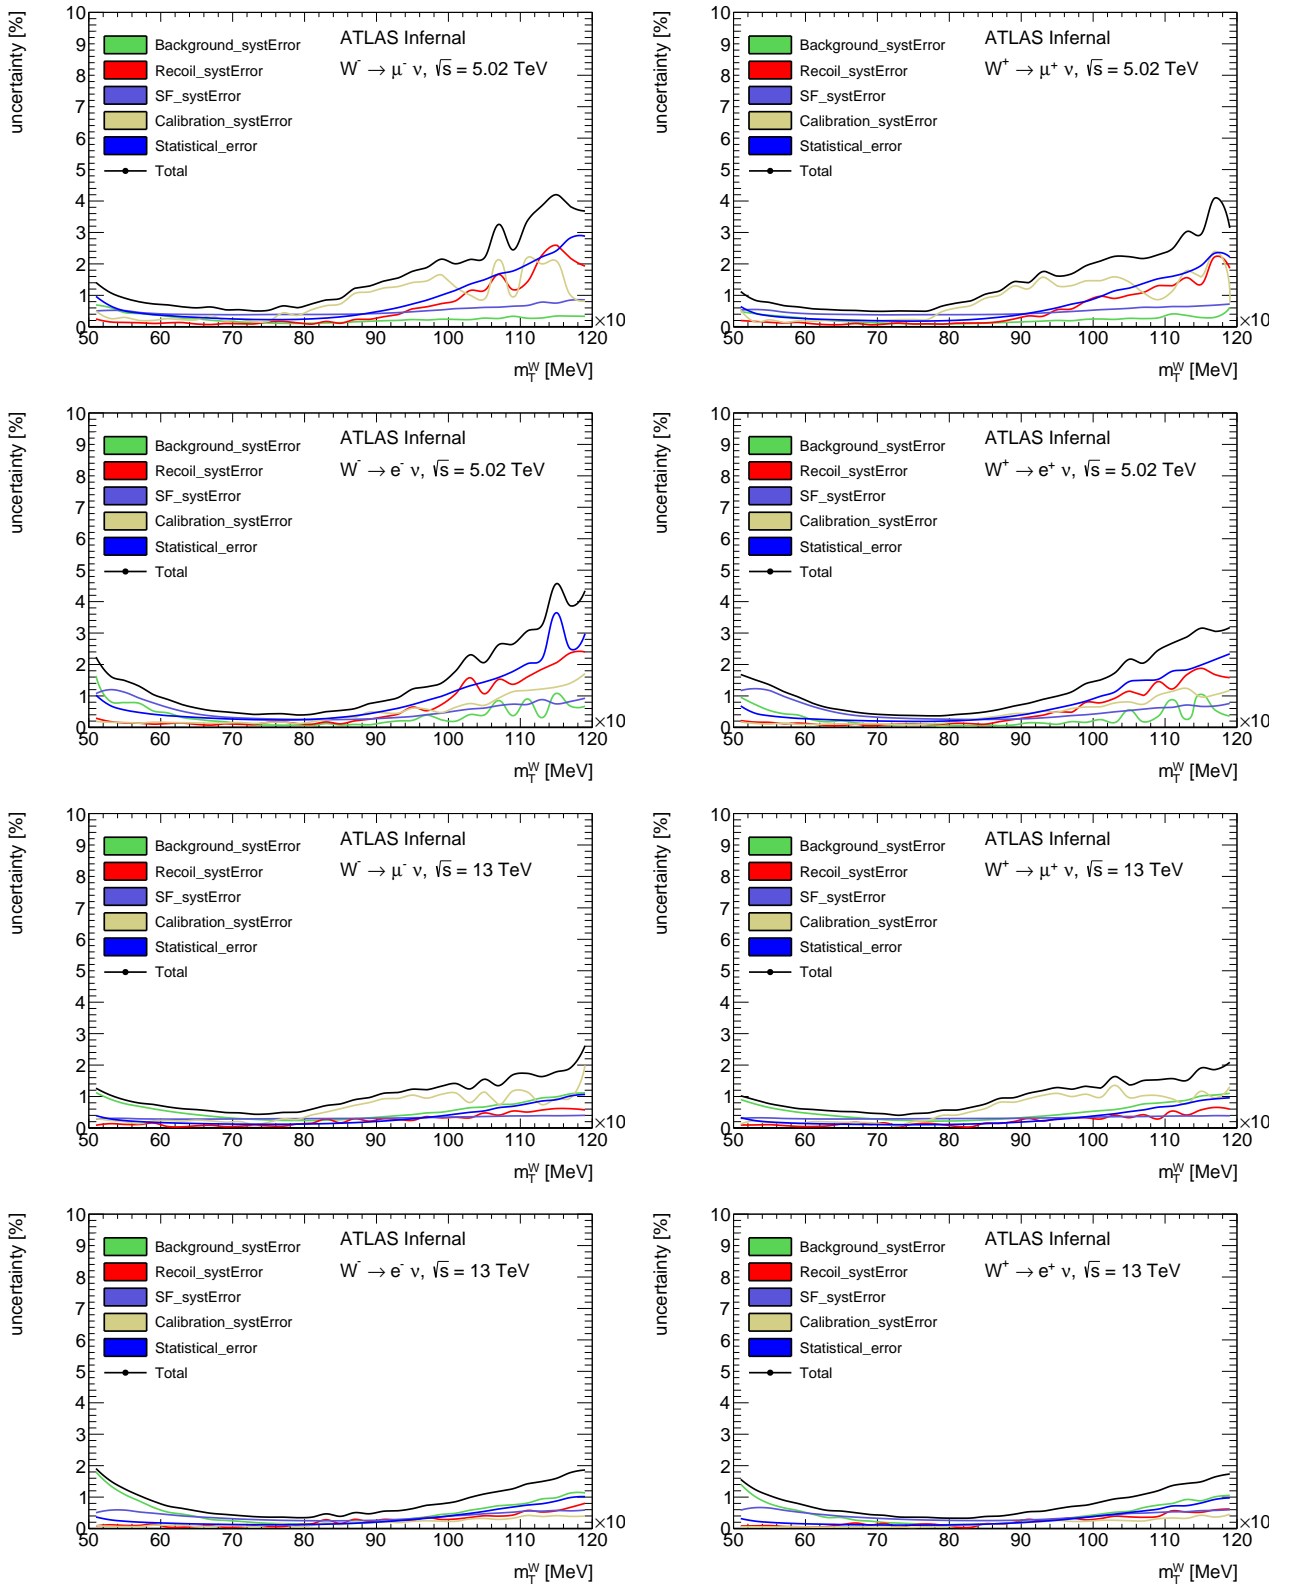 uncertainty [%]
10
9
8
7
6
5
4
3
2
1
0
Background_systError
Recoil_systError
SF_systError
Calibration_systError
Statistical_error
Total
ATLAS Infernal
W⁻ → μ⁻ ν, √s = 5.02 TeV
50 60 70 80 90 100 110 120
×10
m_T^W [MeV]
uncertainty [%]
10
9
8
7
6
5
4
3
2
1
0
Background_systError
Recoil_systError
SF_systError
Calibration_systError
Statistical_error
Total
ATLAS Infernal
W⁺ → μ⁺ ν, √s = 5.02 TeV
50 60 70 80 90 100 110 120
×10
m_T^W [MeV]
uncertainty [%]
10
9
8
7
6
5
4
3
2
1
0
Background_systError
Recoil_systError
SF_systError
Calibration_systError
Statistical_error
Total
ATLAS Infernal
W⁻ → e⁻ ν, √s = 5.02 TeV
50 60 70 80 90 100 110 120
×10
m_T^W [MeV]
uncertainty [%]
10
9
8
7
6
5
4
3
2
1
0
Background_systError
Recoil_systError
SF_systError
Calibration_systError
Statistical_error
Total
ATLAS Infernal
W⁺ → e⁺ ν, √s = 5.02 TeV
50 60 70 80 90 100 110 120
×10
m_T^W [MeV]
uncertainty [%]
10
9
8
7
6
5
4
3
2
1
0
Background_systError
Recoil_systError
SF_systError
Calibration_systError
Statistical_error
Total
ATLAS Infernal
W⁻ → μ⁻ ν, √s = 13 TeV
50 60 70 80 90 100 110 120
×10
m_T^W [MeV]
uncertainty [%]
10
9
8
7
6
5
4
3
2
1
0
Background_systError
Recoil_systError
SF_systError
Calibration_systError
Statistical_error
Total
ATLAS Infernal
W⁺ → μ⁺ ν, √s = 13 TeV
50 60 70 80 90 100 110 120
×10
m_T^W [MeV]
uncertainty [%]
10
9
8
7
6
5
4
3
2
1
0
Background_systError
Recoil_systError
SF_systError
Calibration_systError
Statistical_error
Total
ATLAS Infernal
W⁻ → e⁻ ν, √s = 13 TeV
50 60 70 80 90 100 110 120
×10
m_T^W [MeV]
uncertainty [%]
10
9
8
7
6
5
4
3
2
1
0
Background_systError
Recoil_systError
SF_systError
Calibration_systError
Statistical_error
Total
ATLAS Infernal
W⁺ → e⁺ ν, √s = 13 TeV
50 60 70 80 90 100 110 120
×10
m_T^W [MeV]